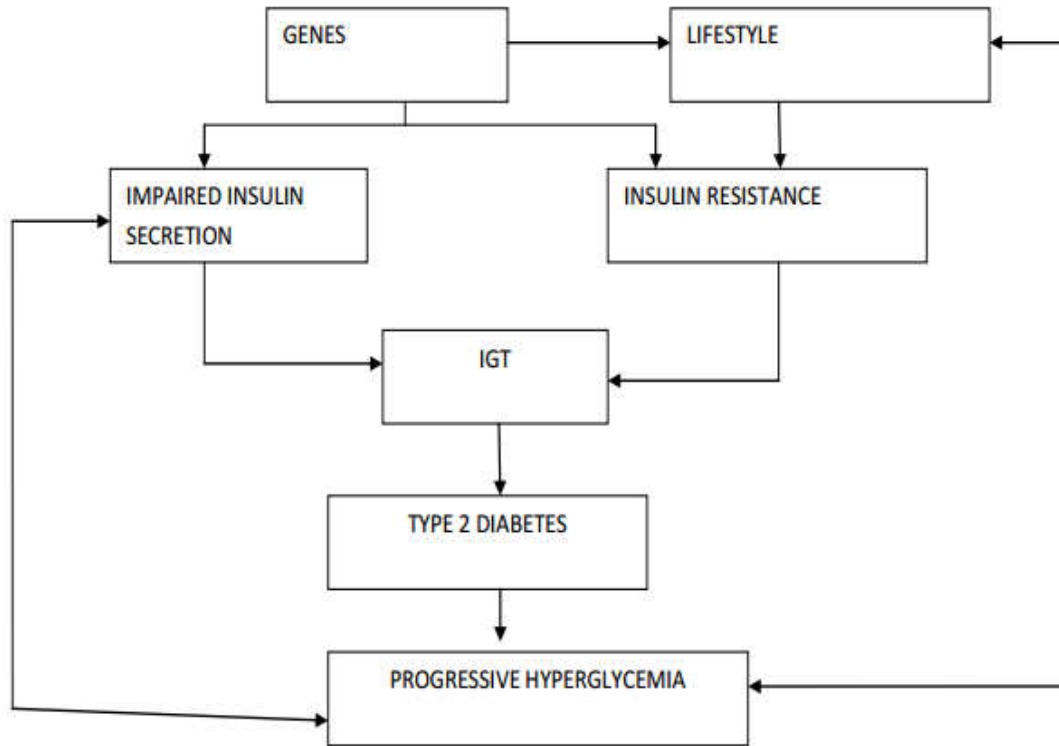 GENES
LIFESTYLE
IMPAIRED INSULIN
SECRETION
INSULIN RESISTANCE
IGT
TYPE 2 DIABETES
PROGRESSIVE HYPERGLYCEMIA